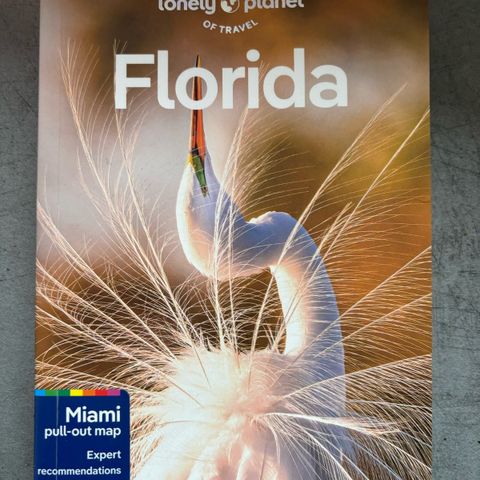 lonely planet
OF TRAVEL
Florida
Miami
pull-out map
Expert
recommendations